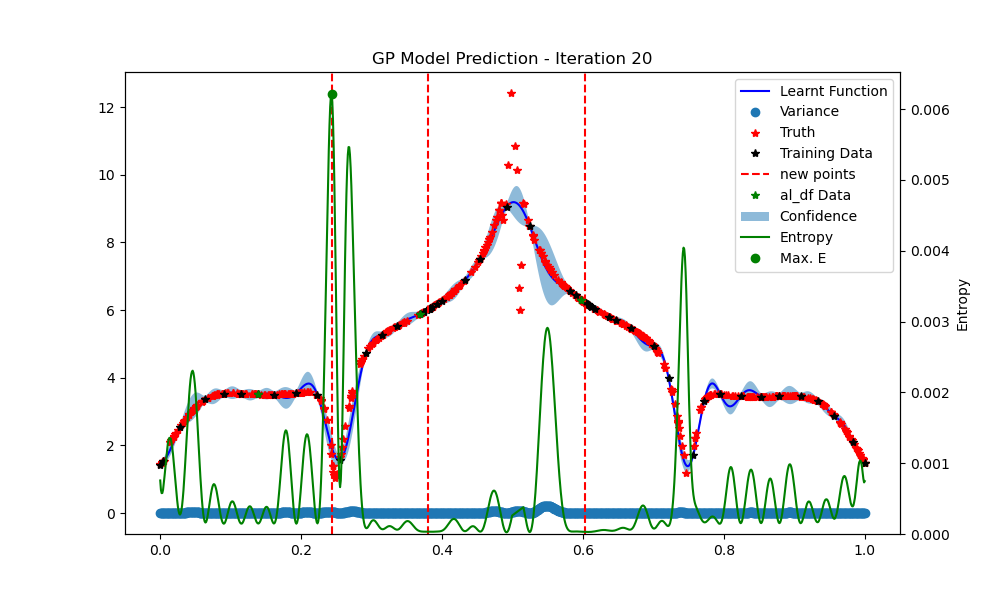 GP Model Prediction - Iteration 20
12
10
8
6
4
2
0
0.0
0.2
0.4
0.6
0.8
1.0
0.006
0.005
0.004
0.003
0.002
0.001
0.000
Entropy
Learnt Function
Variance
Truth
Training Data
new points
al_df Data
Confidence
Entropy
Max. E